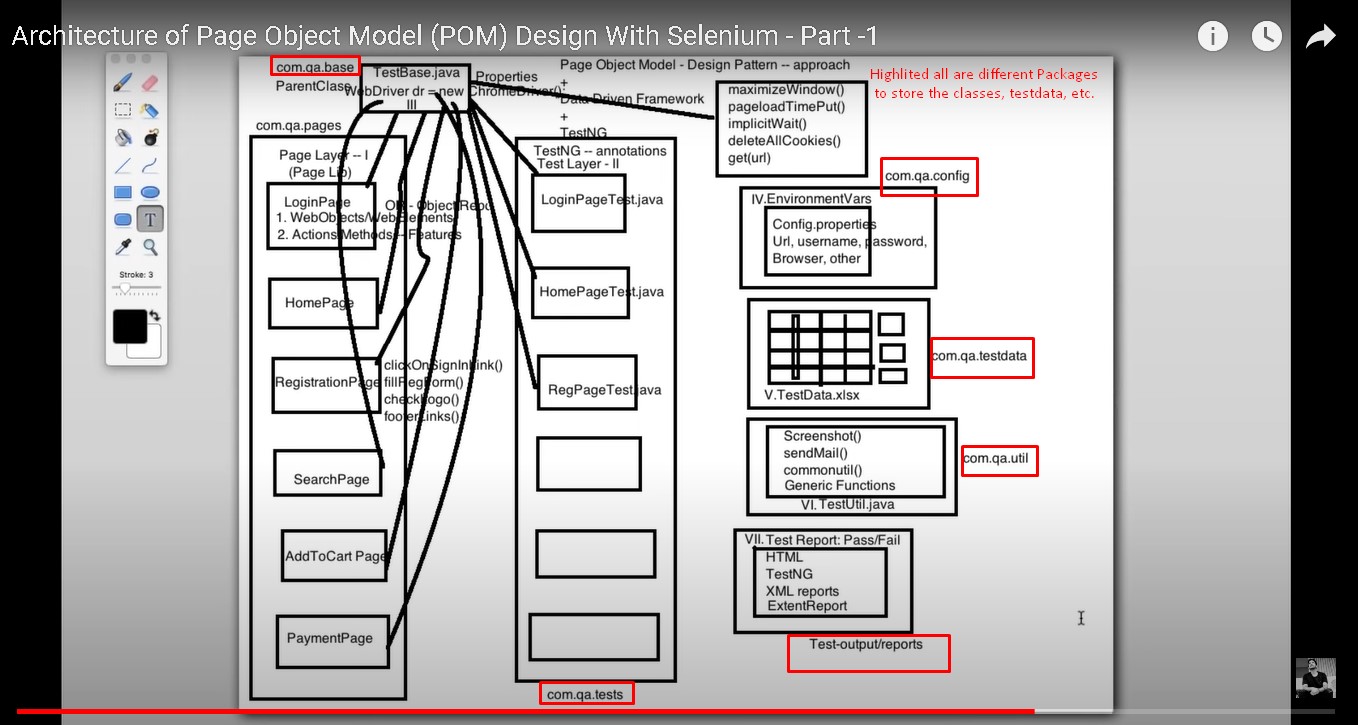 Architecture of Page Object Model (POM) Design With Selenium - Part -1
com.qa.base
ParentClass
TestBase.java
WebDriver dr = new ChromeDriver();
III
Properties
Page Object Model - Design Pattern -- approach
+
Data Driven Framework
+
TestNG
Highlited all are different Packages
to store the classes, testdata, etc.
maximizeWindow()
pageloadTimePut()
implicitWait()
deleteAllCookies()
get(url)
com.qa.pages
Page Layer -- I
(Page Lib)
LoginPage
OR - Object Repo
1. WebObjects/WebElements
2. Actions/Methods -- Features
HomePage
RegistrationPage
clickOnSignInLink()
fillRegForm()
checkLogo()
footerLinks()
SearchPage
AddToCart Page
PaymentPage
TestNG -- annotations
Test Layer - II
LoginPageTest.java
HomePageTest.java
RegPageTest.java
com.qa.tests
com.qa.config
IV.EnvironmentVars
Config.properties
Url, username, password,
Browser, other
com.qa.testdata
V.TestData.xlsx
Screenshot()
sendMail()
commonutil()
Generic Functions
VI.TestUtil.java
com.qa.util
VII.Test Report: Pass/Fail
HTML
TestNG
XML reports
ExtentReport
Test-output/reports
Stroke: 3
T